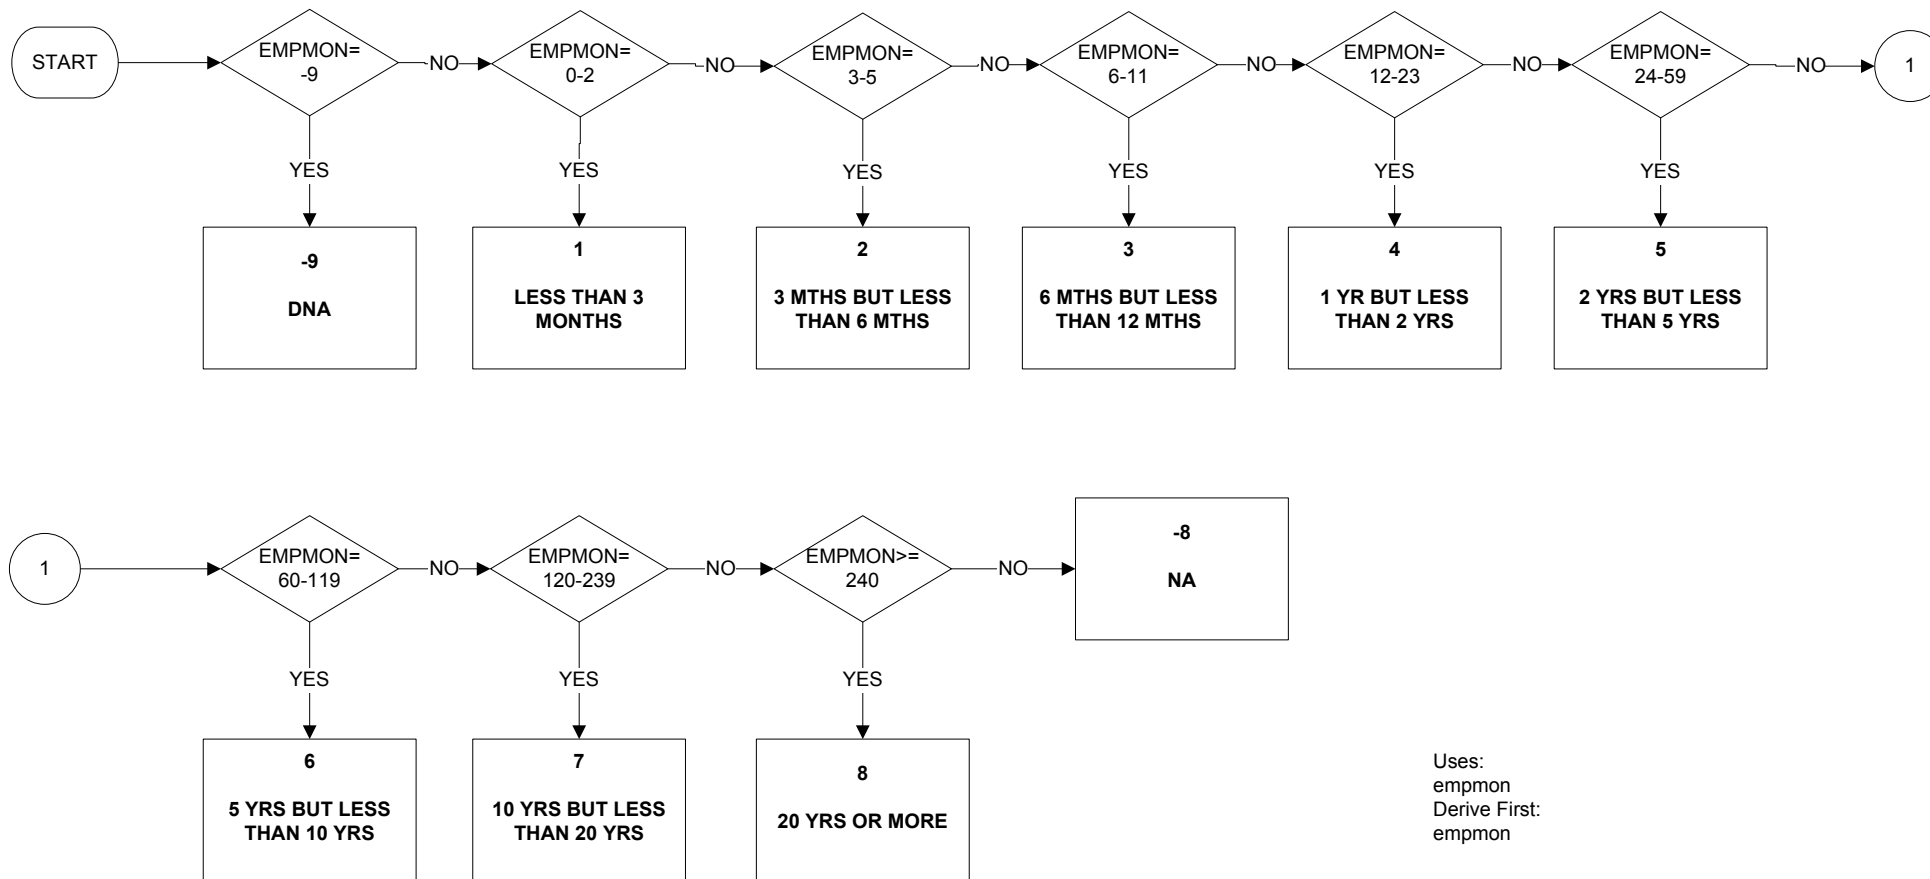 START
EMPMON=
-9
NO
EMPMON=
0-2
NO
EMPMON=
3-5
NO
EMPMON=
6-11
NO
EMPMON=
12-23
NO
EMPMON=
24-59
NO
1
YES
YES
YES
YES
YES
YES
-9
DNA
1
LESS THAN 3
MONTHS
2
3 MTHS BUT LESS
THAN 6 MTHS
3
6 MTHS BUT LESS
THAN 12 MTHS
4
1 YR BUT LESS
THAN 2 YRS
5
2 YRS BUT LESS
THAN 5 YRS
1
EMPMON=
60-119
NO
EMPMON=
120-239
NO
EMPMON>=
240
NO
-8
NA
YES
YES
YES
6
5 YRS BUT LESS
THAN 10 YRS
7
10 YRS BUT LESS
THAN 20 YRS
8
20 YRS OR MORE
Uses:
empmon
Derive First:
empmon